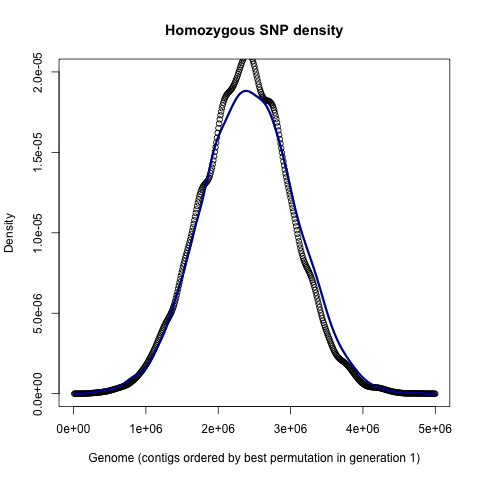 Homozygous SNP density
Density
2.0e-05
1.5e-05
1.0e-05
5.0e-06
0.0e+00
0e+00 1e+06 2e+06 3e+06 4e+06 5e+06
Genome (contigs ordered by best permutation in generation 1)